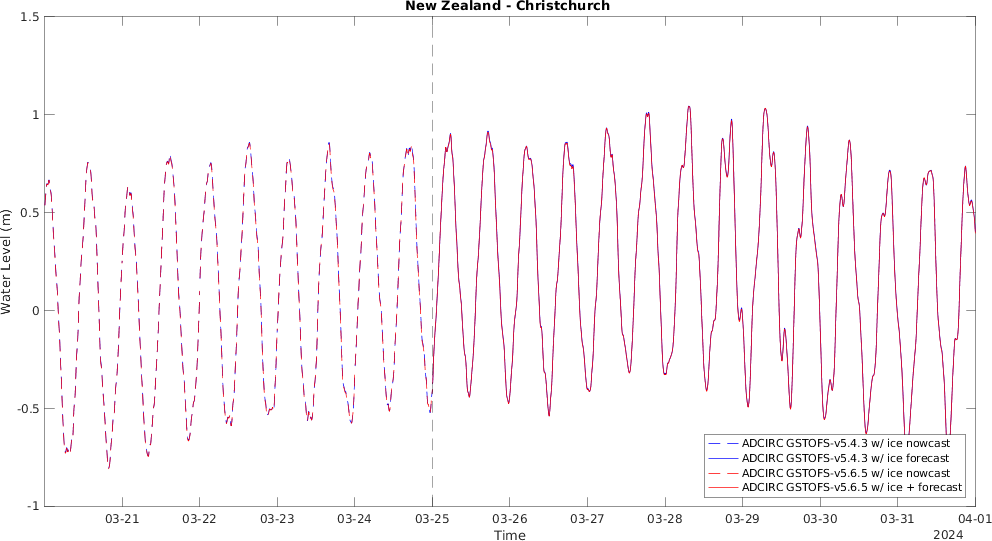 New Zealand - Christchurch
1.5
1
0.5
0
-0.5
-1
Water Level (m)
ADCIRC GSTOFS-v5.4.3 w/ ice nowcast
ADCIRC GSTOFS-v5.4.3 w/ ice forecast
ADCIRC GSTOFS-v5.6.5 w/ ice nowcast
ADCIRC GSTOFS-v5.6.5 w/ ice + forecast
03-21 03-22 03-23 03-24 03-25 03-26 03-27 03-28 03-29 03-30 03-31 04-01
Time
2024